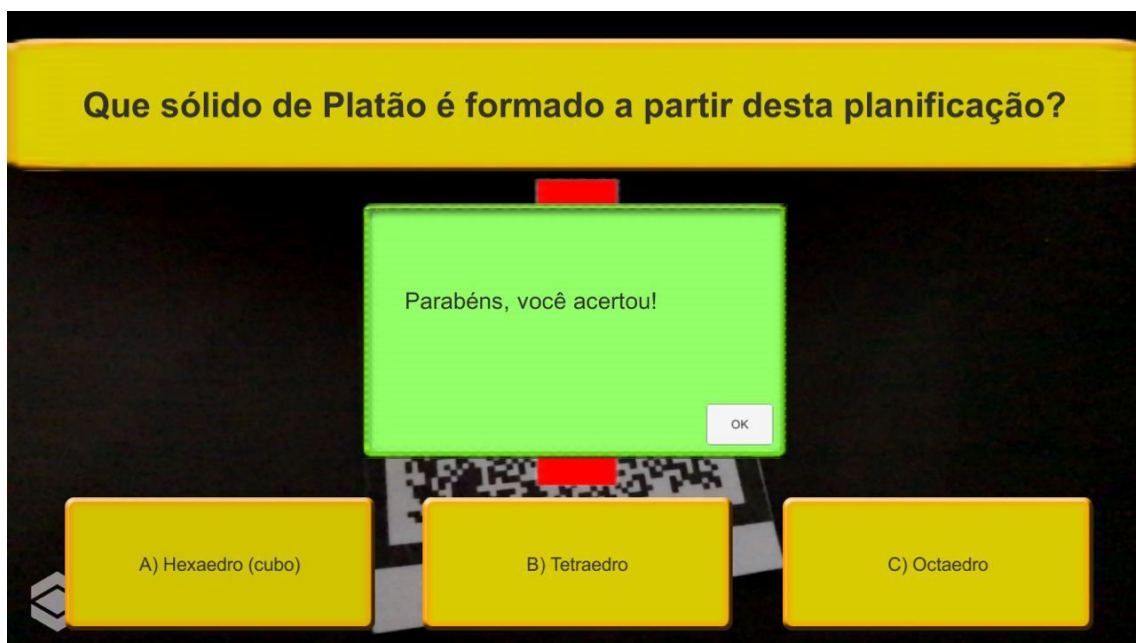 Que sólido de Platão é formado a partir desta planificação?
Parabéns, você acertou!
OK
A) Hexaedro (cubo)
B) Tetraedro
C) Octaedro